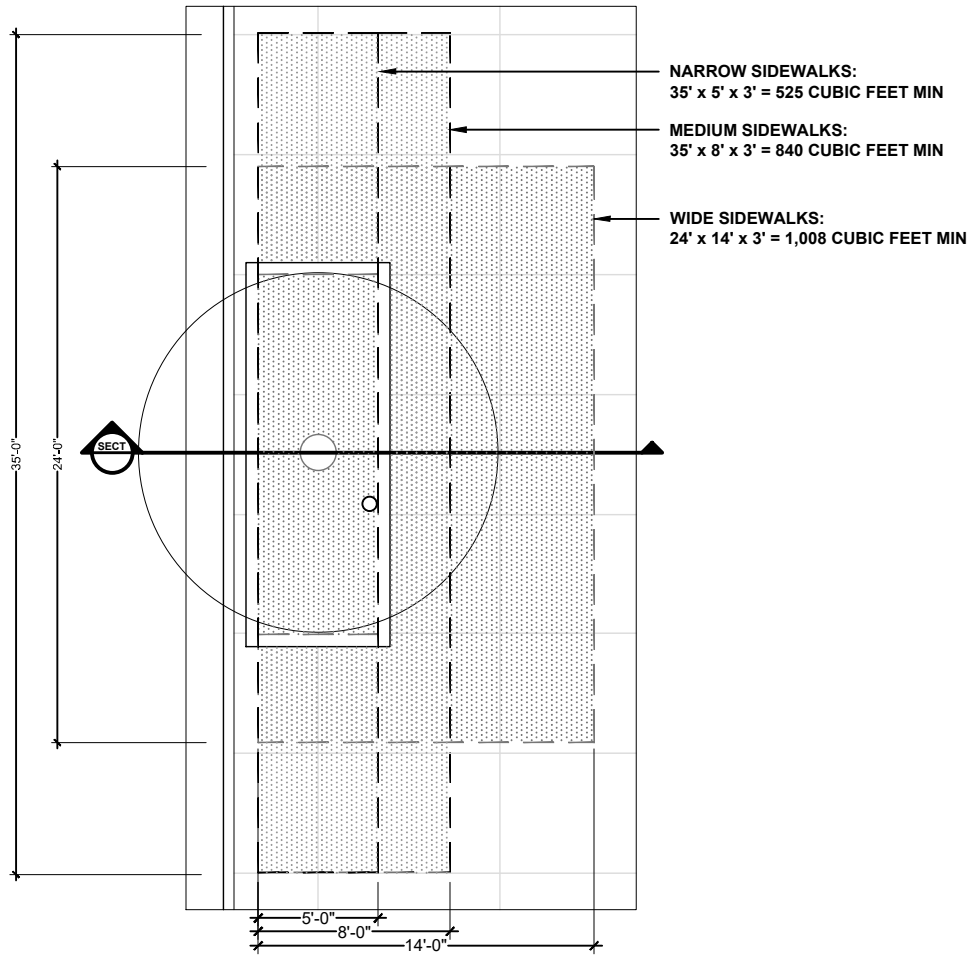 NARROW SIDEWALKS:
35' x 5' x 3' = 525 CUBIC FEET MIN
MEDIUM SIDEWALKS:
35' x 8' x 3' = 840 CUBIC FEET MIN
WIDE SIDEWALKS:
24' x 14' x 3' = 1,008 CUBIC FEET MIN
35'-0"
24'-0"
SECT
5'-0"
8'-0"
14'-0"